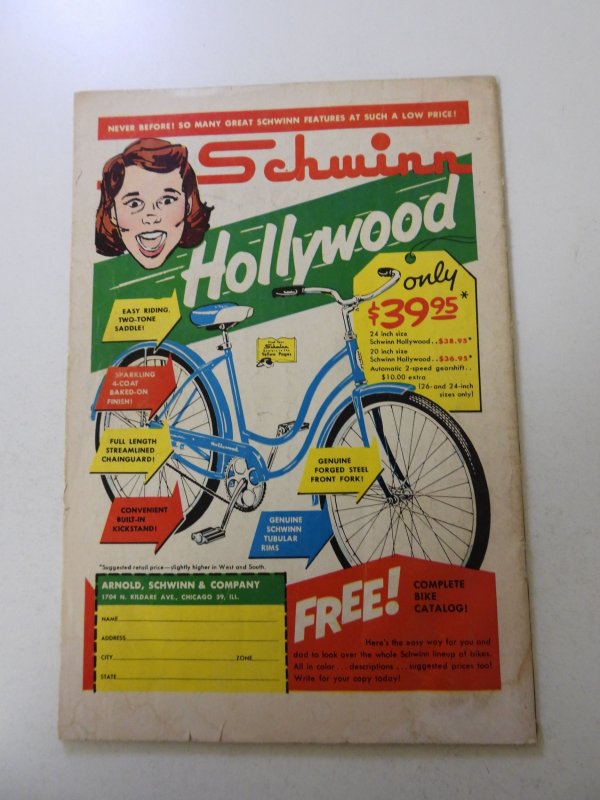 NEVER BEFORE! SO MANY GREAT SCHWINN FEATURES AT SUCH A LOW PRICE!
Schwinn
Hollywood
only
$39.95*
24 inch size
Schwinn Hollywood..$38.95*
20 inch size
Schwinn Hollywood..$36.95*
Automatic 2-speed gearshift..
$10.00 extra
(26-and 24-inch
sizes only)
EASY RIDING,
TWO-TONE
SADDLE!
Schwinn
Yellow Pages
SPARKLING
4-COAT
BAKED-ON
FINISH!
FULL LENGTH
STREAMLINED
CHAINGUARD!
Hollywood
GENUINE
FORGED STEEL
FRONT FORK!
CONVENIENT
BUILT-IN
KICKSTAND!
GENUINE
SCHWINN
TUBULAR
RIMS
*Suggested retail price—slightly higher in West and South.
ARNOLD, SCHWINN & COMPANY
1704 N. KILDARE AVE., CHICAGO 39, ILL.
NAME
ADDRESS
CITY ZONE
STATE
FREE!
COMPLETE
BIKE
CATALOG!
Here's the easy way for you and
dad to look over the whole Schwinn lineup of bikes.
All in color...descriptions...suggested prices too!
Write for your copy today!